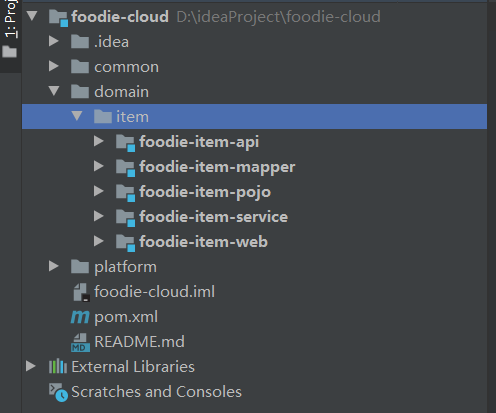 1: Proj
foodie-cloud D:\ideaProject\foodie-cloud
.idea
common
domain
item
foodie-item-api
foodie-item-mapper
foodie-item-pojo
foodie-item-service
foodie-item-web
platform
foodie-cloud.iml
m pom.xml
MD README.md
External Libraries
Scratches and Consoles